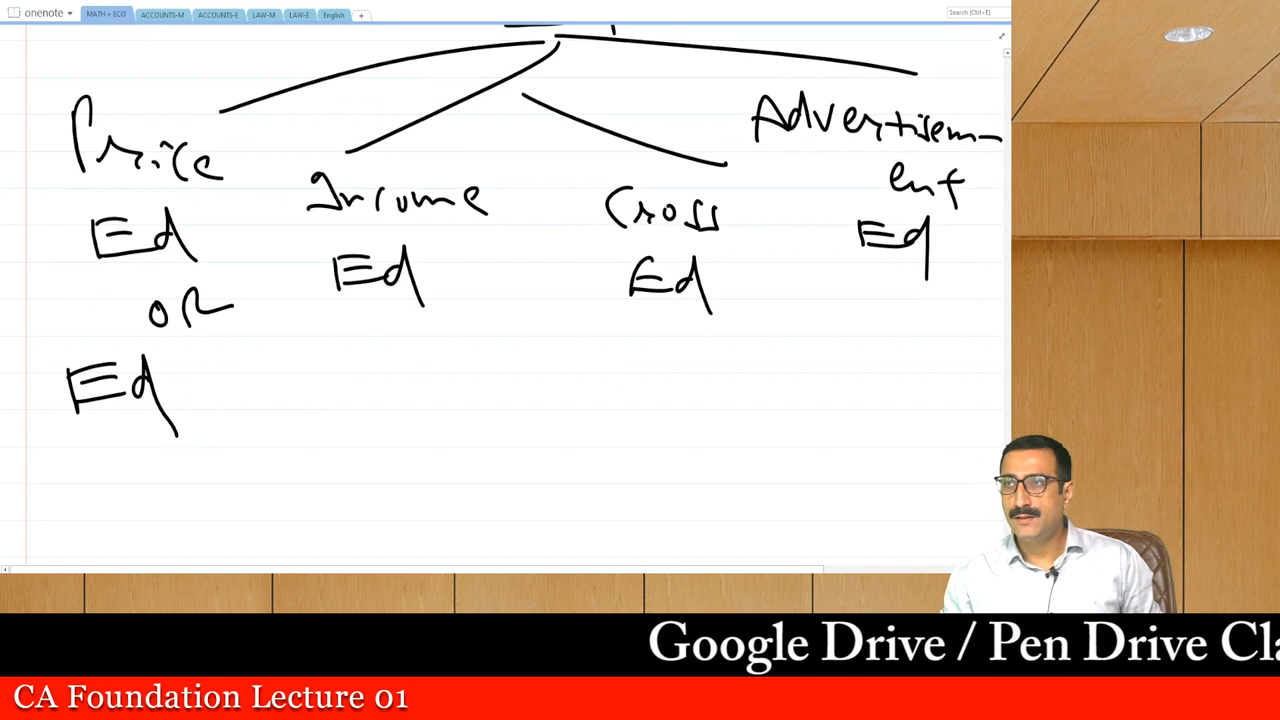 onenote MATH + ECO ACCOUNTS-M ACCOUNTS-E LAW-M LAW-E English + Search (Ctrl+E)
Price
Ed
OR
Ed
Income
Ed
Cross
Ed
Advertisem-
ent
Ed
Google Drive / Pen Drive Cla
CA Foundation Lecture 01